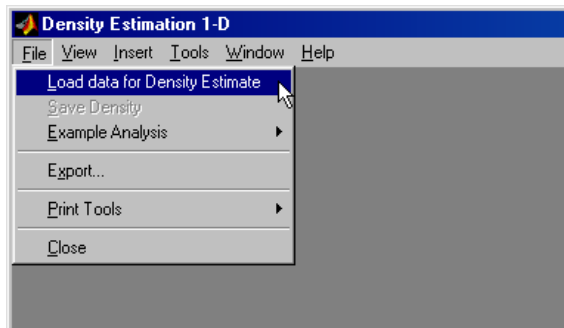 Density Estimation 1-D
File View Insert Tools Window Help
Load data for Density Estimate
Save Density
Example Analysis
Export...
Print Tools
Close